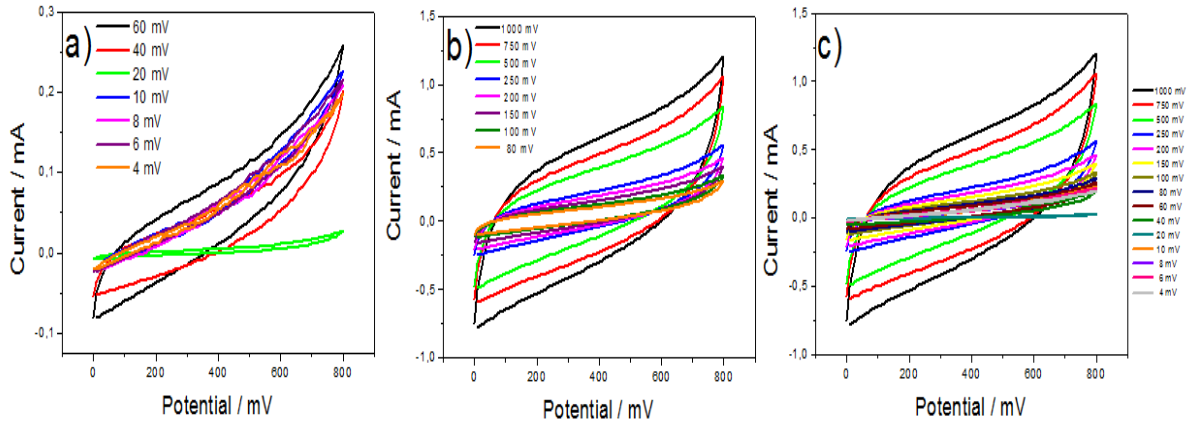 a)
60 mV
40 mV
20 mV
10 mV
8 mV
6 mV
4 mV
0,3
0,2
0,1
0,0
-0,1
0
200
400
600
800
Current / mA
Potential / mV
b)
1000 mV
750 mV
500 mV
250 mV
200 mV
150 mV
100 mV
80 mV
1,5
1,0
0,5
0,0
-0,5
-1,0
0
200
400
600
800
Current / mA
Potential / mV
c)
1,5
1,0
0,5
0,0
-0,5
-1,0
0
200
400
600
800
Current / mA
Potential / mV
1000 mV
750 mV
500 mV
250 mV
200 mV
150 mV
100 mV
80 mV
60 mV
40 mV
20 mV
10 mV
8 mV
6 mV
4 mV